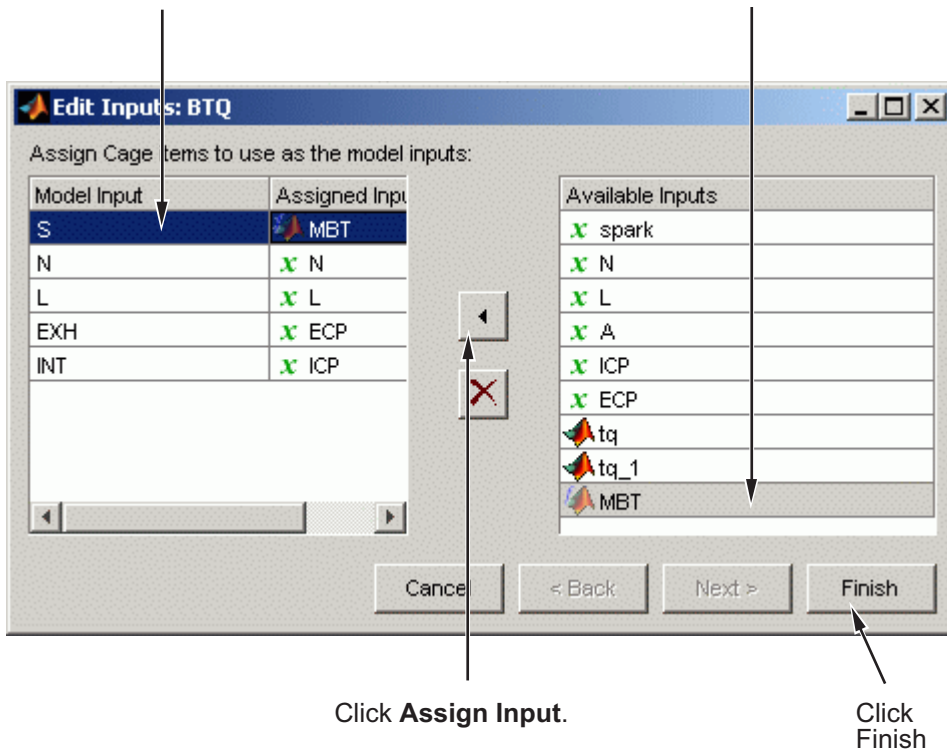 Edit Inputs: BTQ
Assign Cage items to use as the model inputs:
Model Input Assigned Inpu
S MBT
N x N
L x L
EXH x ECP
INT x ICP
Available Inputs
x spark
x N
x L
x A
x ICP
x ECP
tq
tq_1
MBT
Cancel < Back Next > Finish
Click Assign Input.
Click
Finish